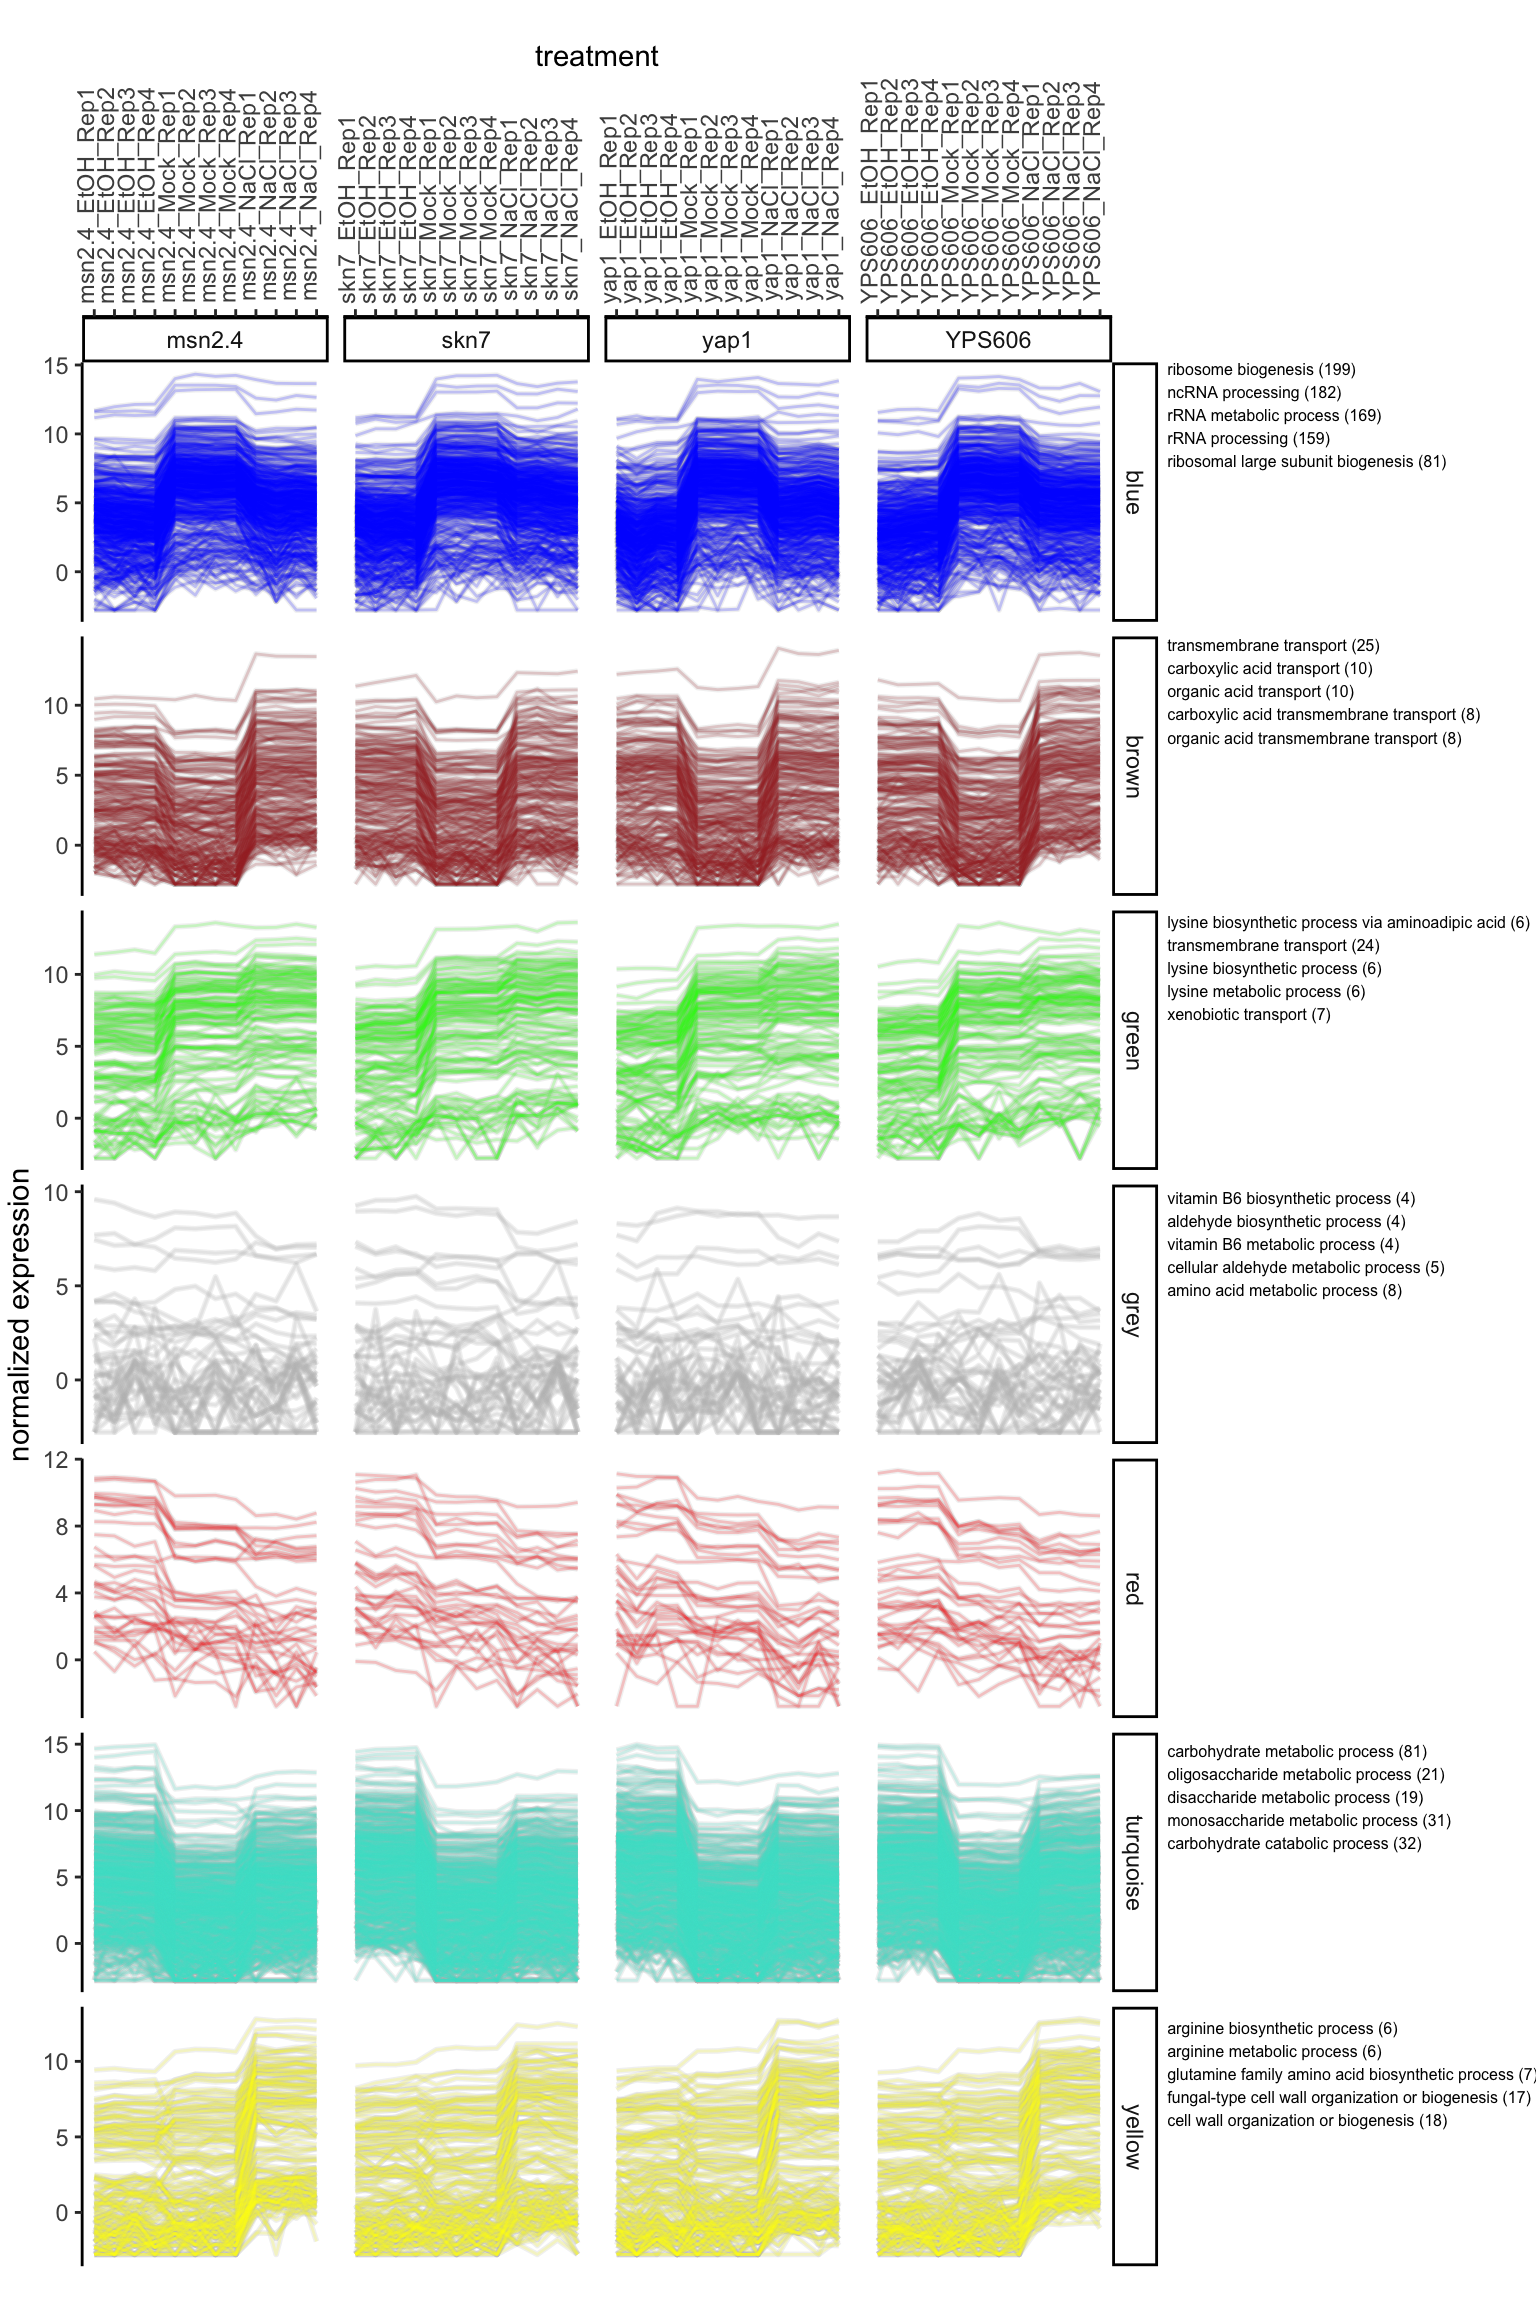 treatment
msn2.4_EtOH_Rep1
msn2.4_EtOH_Rep2
msn2.4_EtOH_Rep3
msn2.4_EtOH_Rep4
msn2.4_Mock_Rep1
msn2.4_Mock_Rep2
msn2.4_Mock_Rep3
msn2.4_Mock_Rep4
msn2.4_NaCl_Rep1
msn2.4_NaCl_Rep2
msn2.4_NaCl_Rep3
msn2.4_NaCl_Rep4
skn7_EtOH_Rep1
skn7_EtOH_Rep2
skn7_EtOH_Rep3
skn7_EtOH_Rep4
skn7_Mock_Rep1
skn7_Mock_Rep2
skn7_Mock_Rep3
skn7_Mock_Rep4
skn7_NaCl_Rep1
skn7_NaCl_Rep2
skn7_NaCl_Rep3
skn7_NaCl_Rep4
yap1_EtOH_Rep1
yap1_EtOH_Rep2
yap1_EtOH_Rep3
yap1_EtOH_Rep4
yap1_Mock_Rep1
yap1_Mock_Rep2
yap1_Mock_Rep3
yap1_Mock_Rep4
yap1_NaCl_Rep1
yap1_NaCl_Rep2
yap1_NaCl_Rep3
yap1_NaCl_Rep4
YPS606_EtOH_Rep1
YPS606_EtOH_Rep2
YPS606_EtOH_Rep3
YPS606_EtOH_Rep4
YPS606_Mock_Rep1
YPS606_Mock_Rep2
YPS606_Mock_Rep3
YPS606_Mock_Rep4
YPS606_NaCl_Rep1
YPS606_NaCl_Rep2
YPS606_NaCl_Rep3
YPS606_NaCl_Rep4
msn2.4
skn7
yap1
YPS606
normalized expression
15
10
5
0
blue
ribosome biogenesis (199)
ncRNA processing (182)
rRNA metabolic process (169)
rRNA processing (159)
ribosomal large subunit biogenesis (81)
10
5
0
brown
transmembrane transport (25)
carboxylic acid transport (10)
organic acid transport (10)
carboxylic acid transmembrane transport (8)
organic acid transmembrane transport (8)
10
5
0
green
lysine biosynthetic process via aminoadipic acid (6)
transmembrane transport (24)
lysine biosynthetic process (6)
lysine metabolic process (6)
xenobiotic transport (7)
10
5
0
grey
vitamin B6 biosynthetic process (4)
aldehyde biosynthetic process (4)
vitamin B6 metabolic process (4)
cellular aldehyde metabolic process (5)
amino acid metabolic process (8)
12
8
4
0
red
15
10
5
0
turquoise
carbohydrate metabolic process (81)
oligosaccharide metabolic process (21)
disaccharide metabolic process (19)
monosaccharide metabolic process (31)
carbohydrate catabolic process (32)
10
5
0
yellow
arginine biosynthetic process (6)
arginine metabolic process (6)
glutamine family amino acid biosynthetic process (7)
fungal-type cell wall organization or biogenesis (17)
cell wall organization or biogenesis (18)